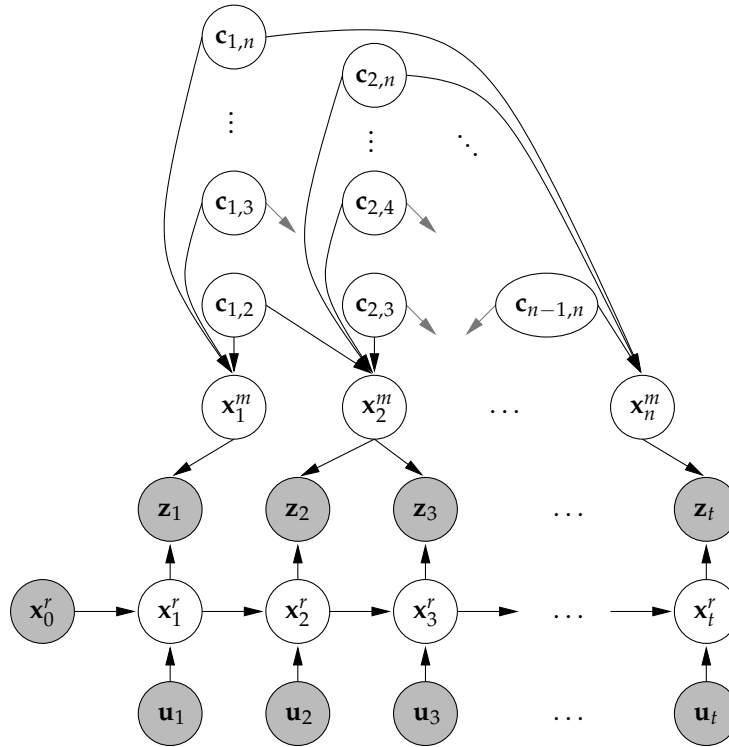 c1,n
c2,n
⋮ ⋮ ⋱
c1,3 c2,4
c1,2 c2,3 cn−1,n
x₁ᵐ x₂ᵐ … xₙᵐ
z1 z2 z3 … zt
x₀ʳ x₁ʳ x₂ʳ x₃ʳ … xₜʳ
u1 u2 u3 … ut